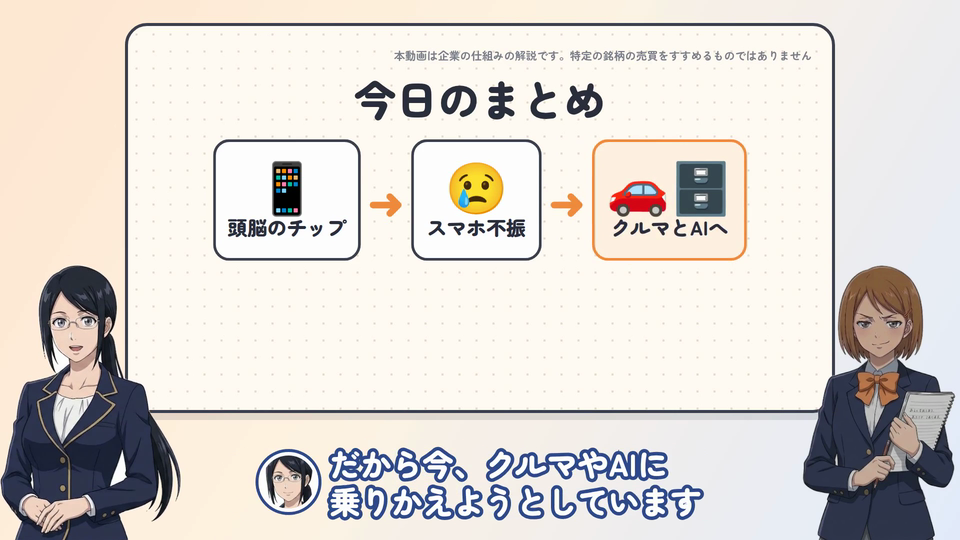 本動画は企業の仕組みの解説です。特定の銘柄の売買をすすめるものではありません
今日のまとめ
頭脳のチップ
スマホ不振
クルマとAIへ
だから今、クルマやAIに
乗りかえようとしています